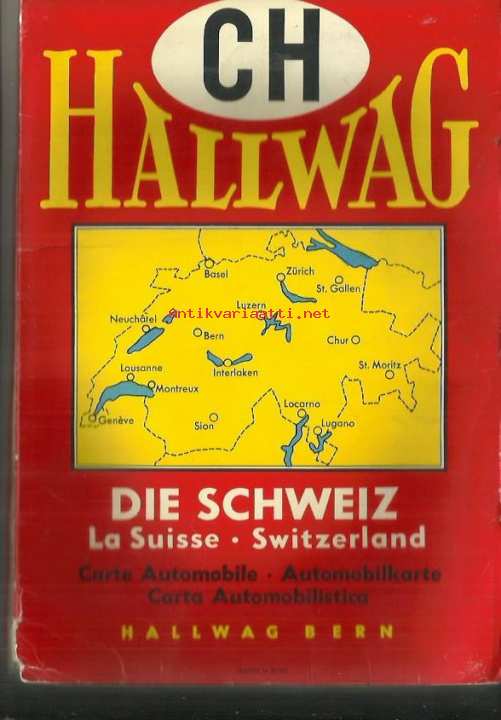 CH
HALLWAG
Basel
Zürich
St. Gallen
Antikvariaatti.net
Luzern
Neuchâtel
Bern
Chur
Interlaken
St. Moritz
Lausanne
Montreux
Locarno
Genève
Sion
Lugano
DIE SCHWEIZ
La Suisse · Switzerland
Carte Automobile · Automobilkarte
Carta Automobilistica
HALLWAG BERN